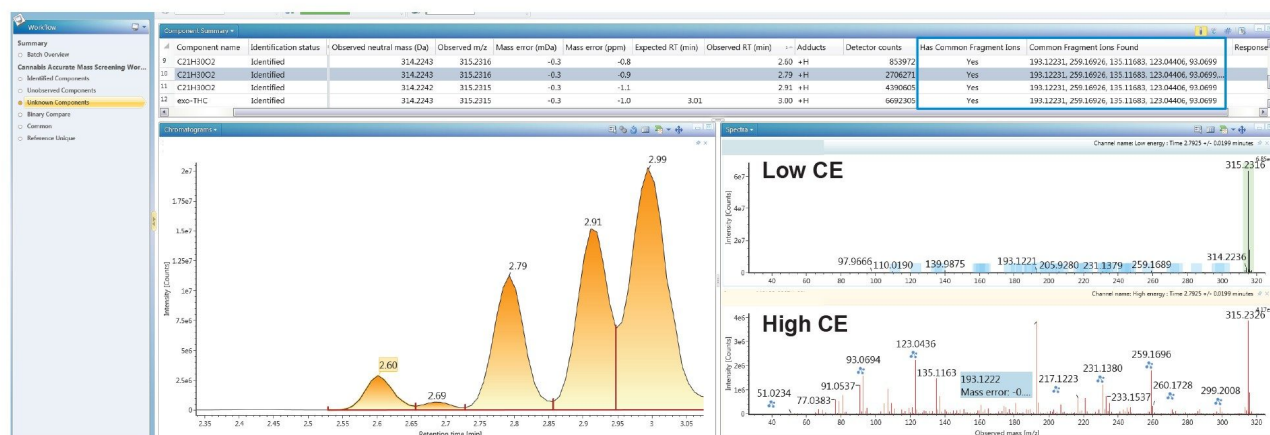 Workflow
Summary
Batch Overview
Cannabis Accurate Mass Screening Wor...
Identified Components
Unobserved Components
Unknown Components
Binary Compare
Common
Reference Unique
Component Summary
Component name Identification status Observed neutral mass (Da) Observed m/z Mass error (mDa) Mass error (ppm) Expected RT (min) Observed RT (min) Adducts Detector counts Has Common Fragment Ions Common Fragment Ions Found Response
9 C21H30O2 Identified 314.2243 315.2316 -0.3 -0.8 2.60 +H 853972 Yes 193.12231, 259.16926, 135.11683, 123.04406, 93.0699
10 C21H30O2 Identified 314.2243 315.2316 -0.3 -0.9 2.79 +H 2706271 Yes 193.12231, 259.16926, 135.11683, 123.04406, 93.0699...
11 C21H30O2 Identified 314.2242 315.2315 -0.3 -1.1 2.91 +H 4390605 Yes 193.12231, 259.16926, 135.11683, 123.04406, 93.0699
12 exo-THC Identified 314.2243 315.2315 -0.3 -1.0 3.01 3.00 +H 6692305 Yes 193.12231, 259.16926, 135.11683, 123.04406, 93.0699
Chromatograms
2.99
2.91
2.79
2.60
2.69
Intensity [Counts]
2e7
1.75e7
1.5e7
1.25e7
1e7
7.5e6
5e6
2.5e6
0
2.35 2.4 2.45 2.5 2.55 2.6 2.65 2.7 2.75 2.8 2.85 2.9 2.95 3 3.05
Retention time [min]
Spectra
Channel name: Low energy : Time 2.7925 +/- 0.0199 minutes
Low CE
315.2316
Intensity [Counts]
6e7
4e7
2e7
0
97.9666 110.0190 139.9875 193.1221 205.9280 231.1379 259.1689 314.2236
40 60 80 100 120 140 160 180 200 220 240 260 280 300 320
Channel name: High energy : Time 2.7925 +/- 0.0199 minutes
High CE
315.2326
Intensity [Counts]
4e6
3e6
2e6
1e6
0
51.0234 77.0383 91.0537 93.0694 123.0436 135.1163 193.1222 217.1223 231.1380 233.1537 259.1696 260.1728 299.2008
Mass error: -0...
40 60 80 100 120 140 160 180 200 220 240 260 280 300 320
Observed mass [m/z]